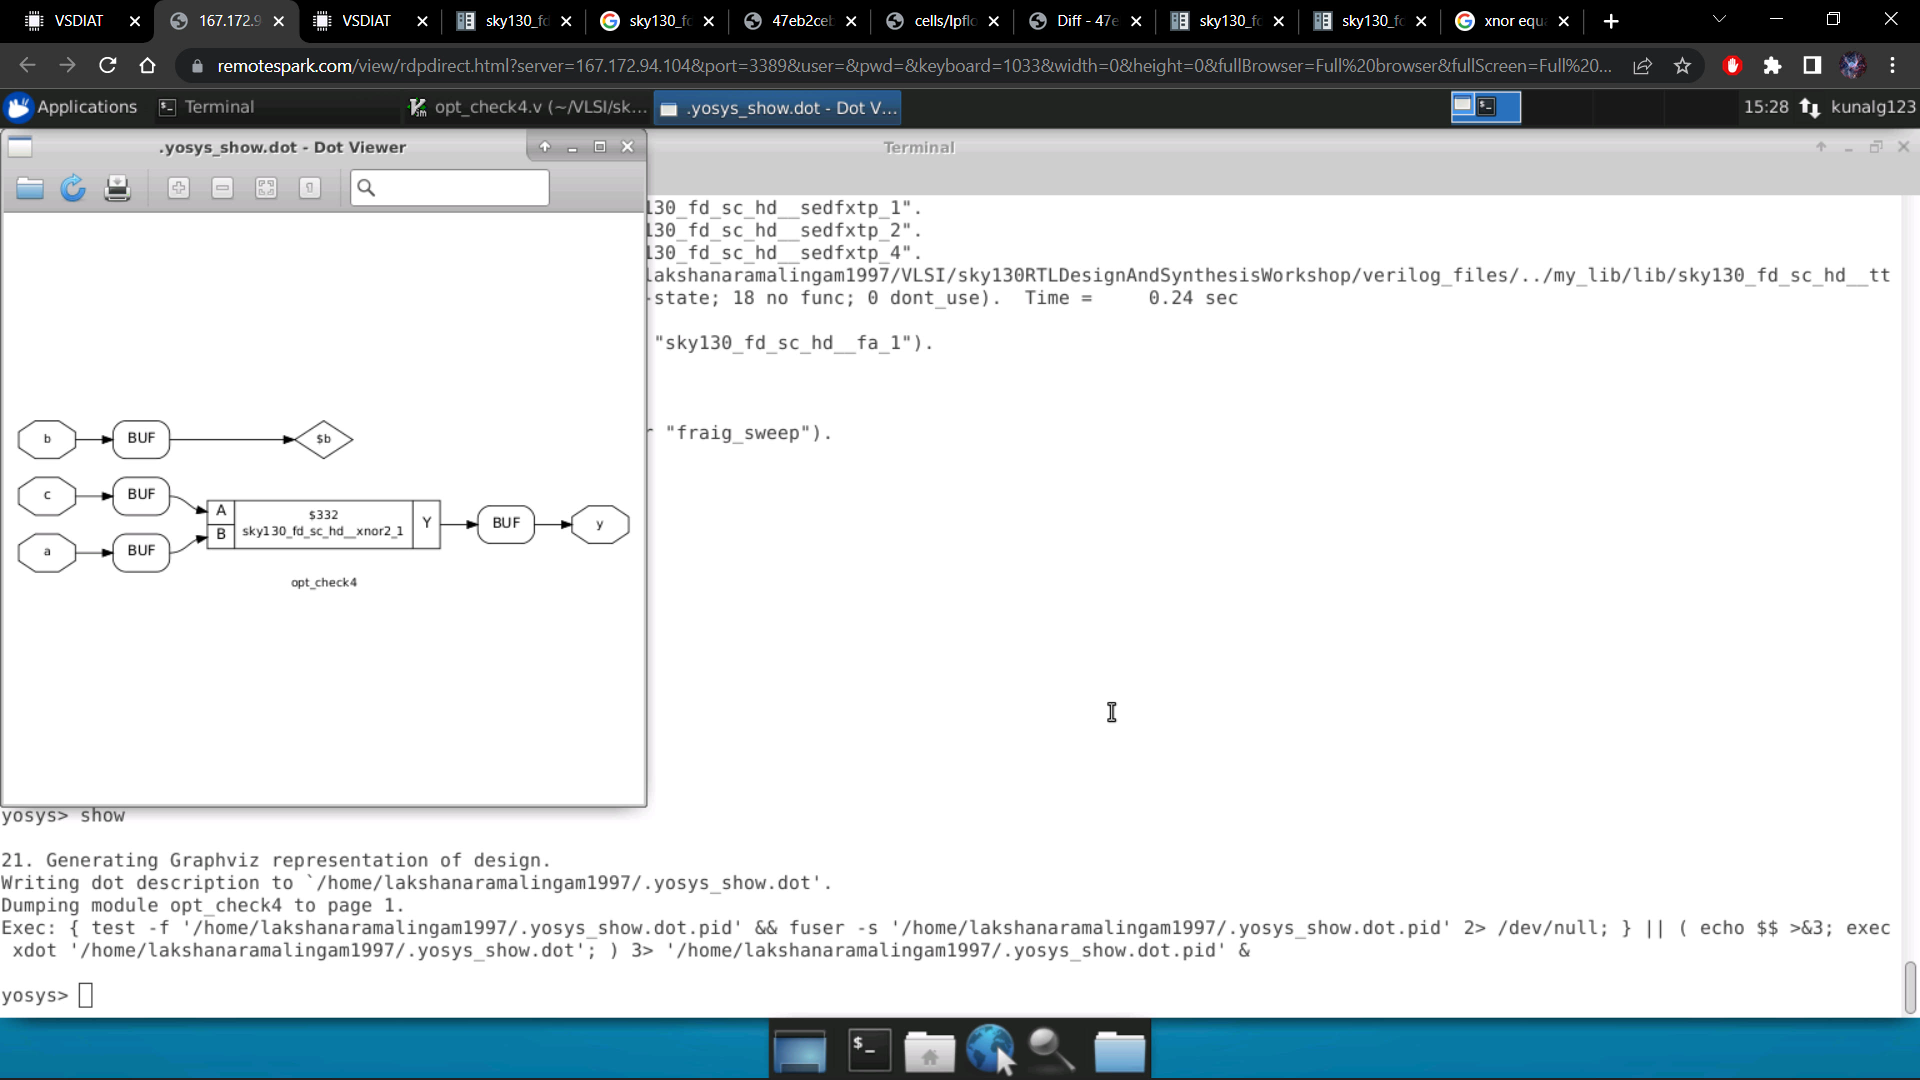 VSDIAT
167.172.9
VSDIAT
sky130_fd
sky130_fd
47eb2ceb
cells/lpflo
Diff - 47e
sky130_fd
sky130_fd
xnor equa
remotespark.com/view/rdpdirect.html?server=167.172.94.104&port=3389&user=&pwd=&keyboard=1033&width=0&height=0&fullBrowser=Full%20browser&fullScreen=Full%20...
Applications
Terminal
opt_check4.v (~/VLSI/sk...
.yosys_show.dot - Dot V...
15:28
kunalg123
.yosys_show.dot - Dot Viewer
Terminal
130_fd_sc_hd__sedfxtp_1".
130_fd_sc_hd__sedfxtp_2".
130_fd_sc_hd__sedfxtp_4".
lakshanaramalingam1997/VLSI/sky130RTLDesignAndSynthesisWorkshop/verilog_files/../my_lib/lib/sky130_fd_sc_hd__tt
-state; 18 no func; 0 dont_use).  Time =     0.24 sec
"sky130_fd_sc_hd__fa_1").
r "fraig_sweep").
b
BUF
$b
c
BUF
a
BUF
A
B
$332
sky130_fd_sc_hd__xnor2_1
Y
BUF
y
opt_check4
yosys> show
21. Generating Graphviz representation of design.
Writing dot description to `/home/lakshanaramalingam1997/.yosys_show.dot'.
Dumping module opt_check4 to page 1.
Exec: { test -f '/home/lakshanaramalingam1997/.yosys_show.dot.pid' && fuser -s '/home/lakshanaramalingam1997/.yosys_show.dot.pid' 2> /dev/null; } || ( echo $$ >&3; exec
xdot '/home/lakshanaramalingam1997/.yosys_show.dot'; ) 3> '/home/lakshanaramalingam1997/.yosys_show.dot.pid' &
yosys>